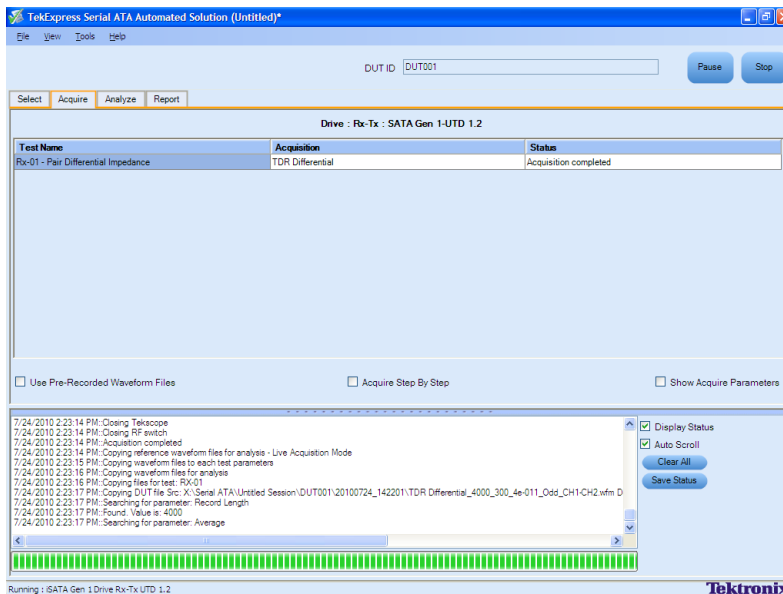 TekExpress Serial ATA Automated Solution (Untitled)*
File View Tools Help
DUT ID DUT001 Pause Stop
Select Acquire Analyze Report
Drive : Rx-Tx : SATA Gen 1-UTD 1.2
Test Name Acquisition Status
Rx-01 - Pair Differential Impedance TDR Differential Acquisition completed
Use Pre-Recorded Waveform Files Acquire Step By Step Show Acquire Parameters
7/24/2010 2:23:14 PM::Closing Tekscope
7/24/2010 2:23:14 PM::Closing RF switch
7/24/2010 2:23:14 PM::Acquisition completed
7/24/2010 2:23:14 PM::Copying reference waveform files for analysis - Live Acquisition Mode
7/24/2010 2:23:15 PM::Copying waveform files to each test parameters
7/24/2010 2:23:16 PM::Copying waveform files for analysis
7/24/2010 2:23:16 PM::Copying files for test: RX-01
7/24/2010 2:23:17 PM::Copying DUT file Src: X:\Serial ATA\Untitled Session\DUT001\20100724_142201\TDR Differential_4000_300_4e-011_Odd_CH1-CH2.wfm D
7/24/2010 2:23:17 PM::Searching for parameter: Record Length
7/24/2010 2:23:17 PM::Found. Value is: 4000
7/24/2010 2:23:17 PM::Searching for parameter: Average
Display Status
Auto Scroll
Clear All
Save Status
Running : iSATA Gen 1 Drive Rx-Tx UTD 1.2 Tektronix